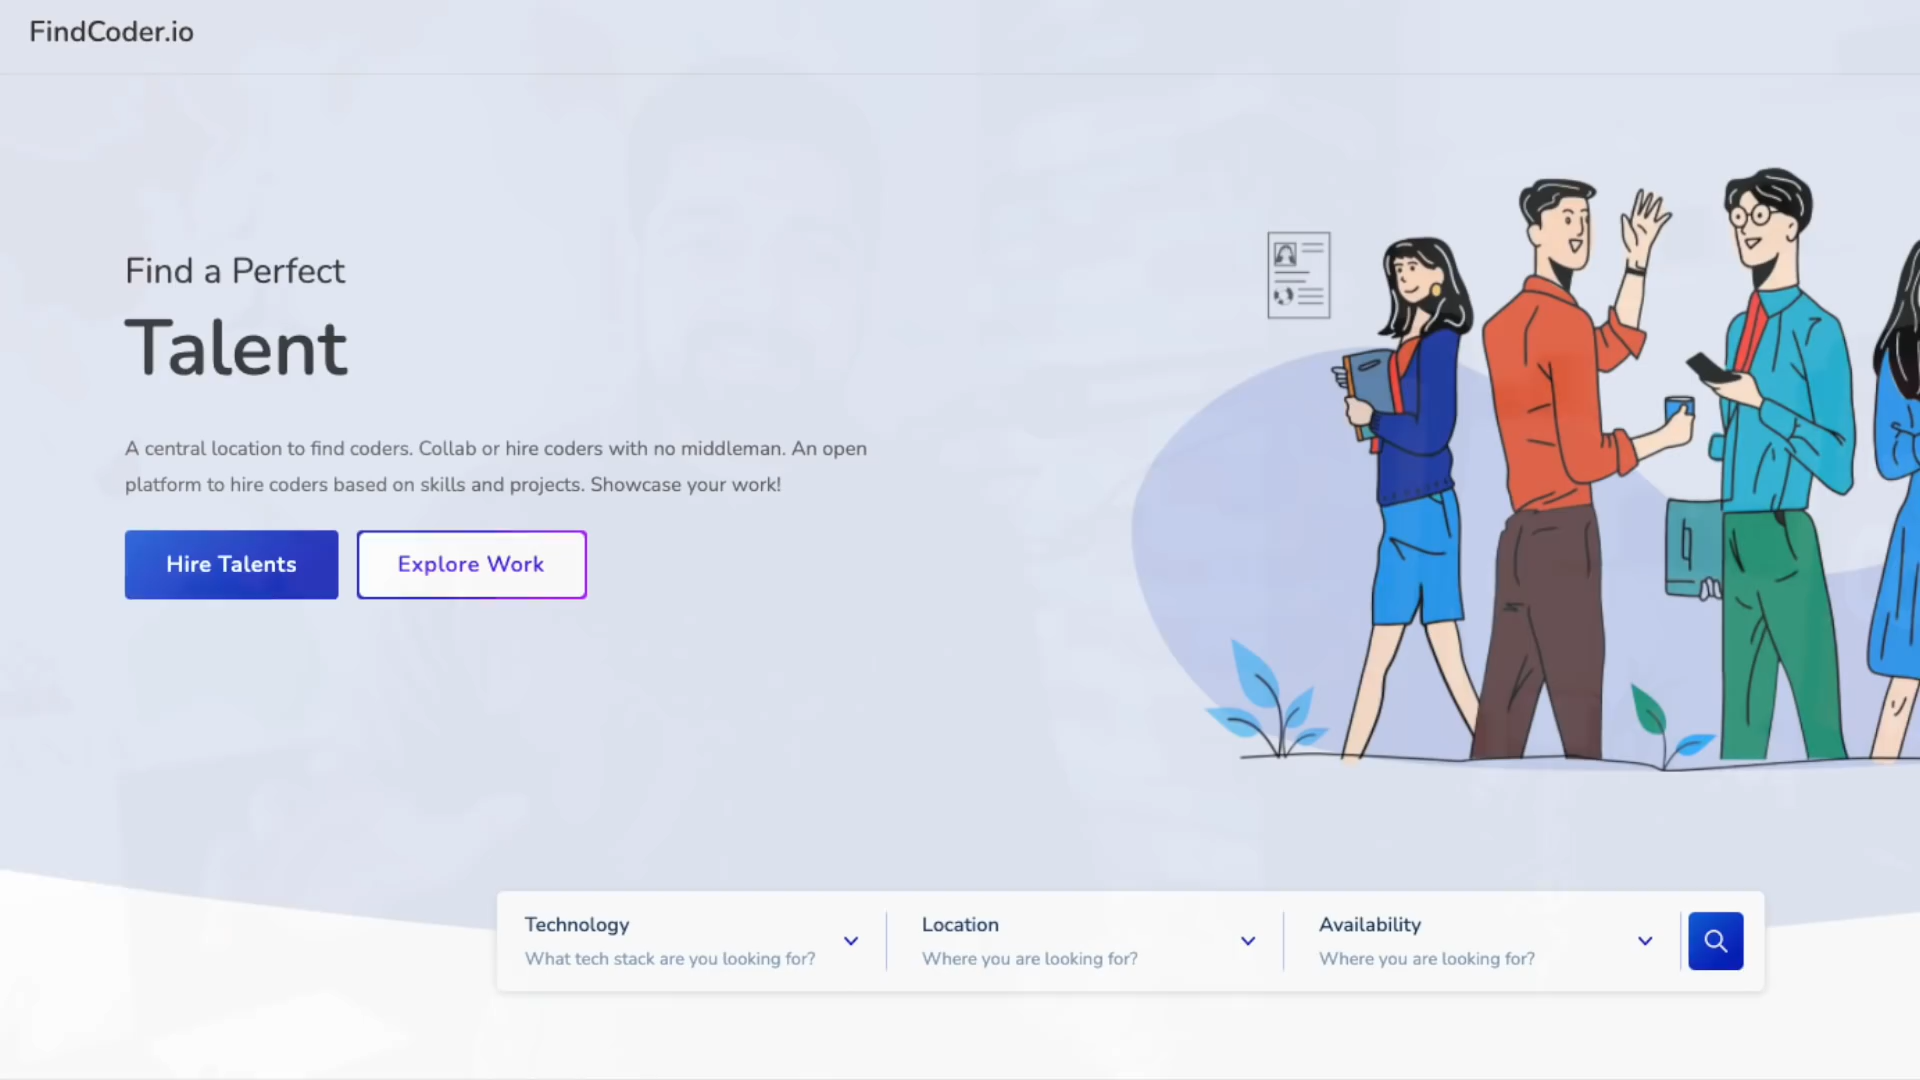 FindCoder.io
Find a Perfect
Talent
A central location to find coders. Collab or hire coders with no middleman. An open
platform to hire coders based on skills and projects. Showcase your work!
Hire Talents
Explore Work
Technology
What tech stack are you looking for?
Location
Where you are looking for?
Availability
Where you are looking for?